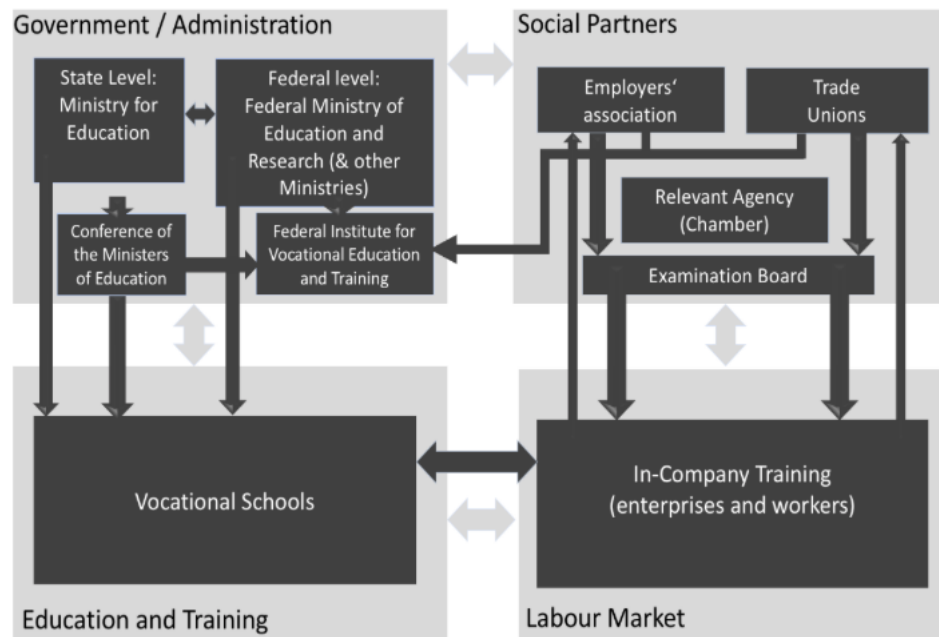 Government / Administration
State Level:
Ministry for
Education
Federal level:
Federal Ministry of
Education and
Research (& other
Ministries)
Conference of
the Ministers
of Education
Federal Institute for
Vocational Education
and Training
Social Partners
Employers‘
association
Trade
Unions
Relevant Agency
(Chamber)
Examination Board
Vocational Schools
Education and Training
In-Company Training
(enterprises and workers)
Labour Market